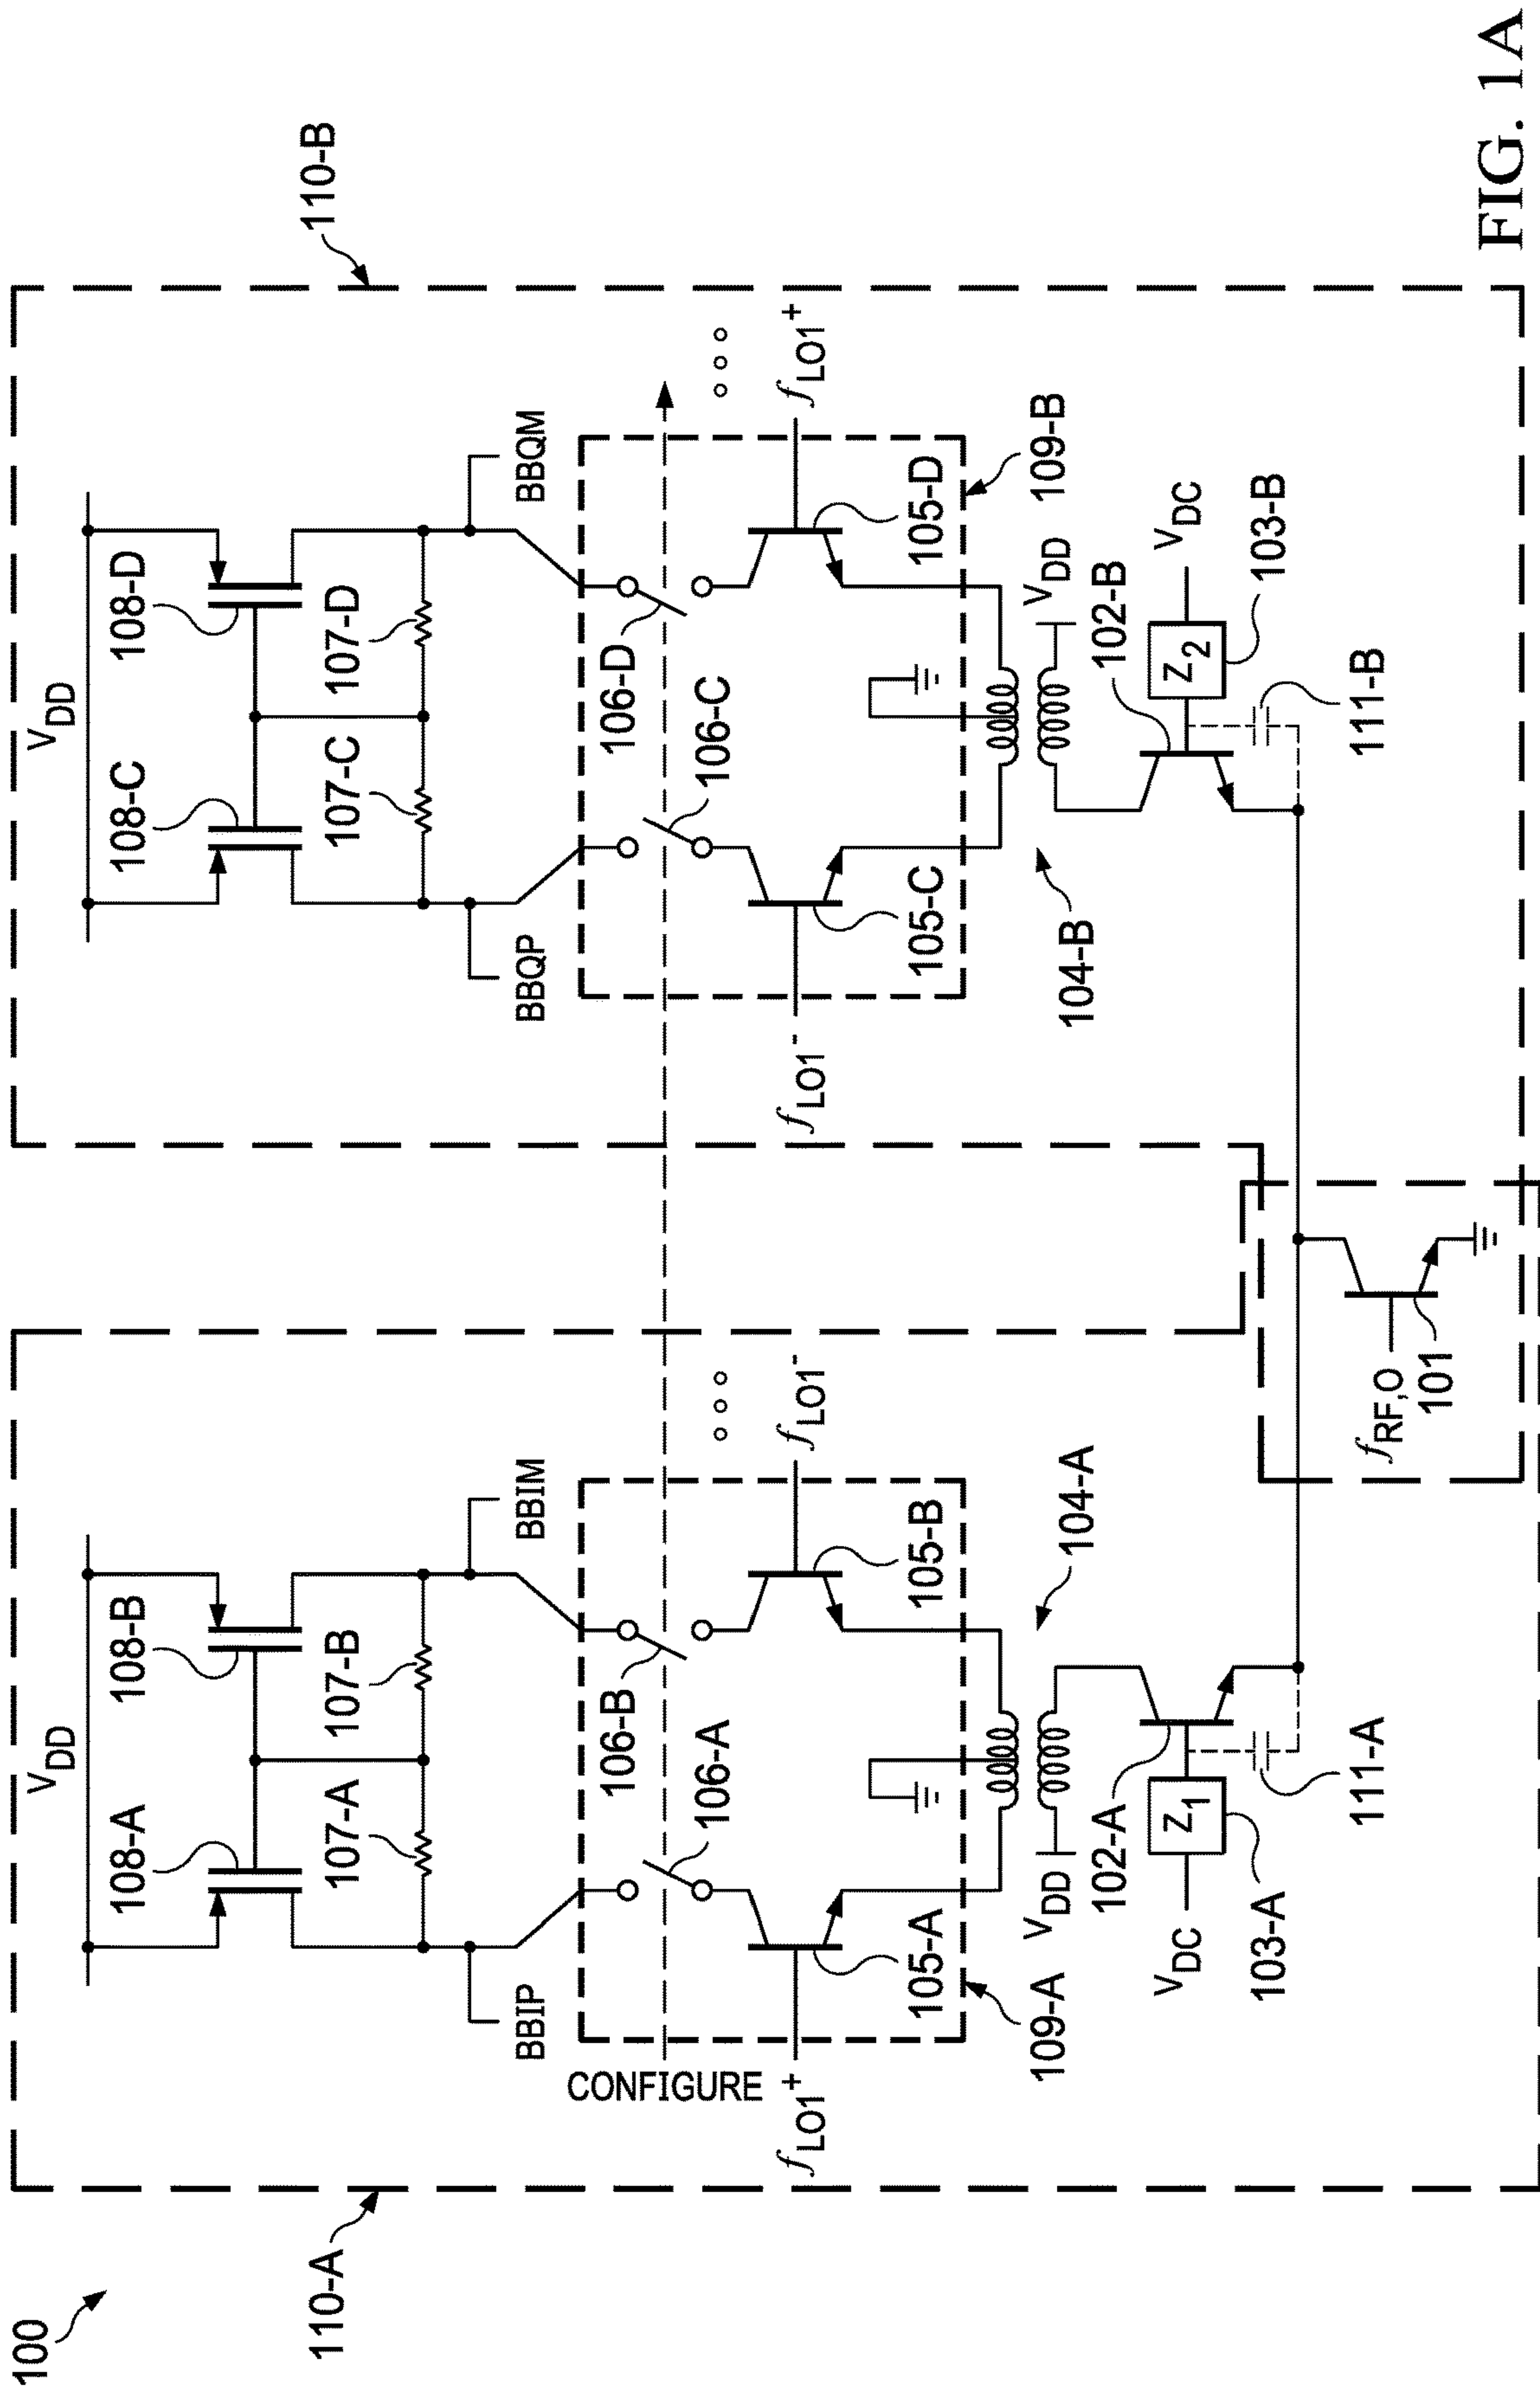 100
110-A
110-B
V_DD
V_DD
108-A
108-B
108-C
108-D
107-A
107-B
107-C
107-D
BBIP
BBIM
BBQP
BBQM
CONFIGURE
106-A
106-B
106-C
106-D
f_LO1^+
f_LO1^-
f_LO1^-
f_LO1^+
105-A
105-B
105-C
105-D
109-A
104-A
104-B
109-B
V_DD
V_DD
102-A
102-B
V_DC
Z_1
Z_2
V_DC
103-A
103-B
111-A
111-B
f_RF,O
101
FIG. 1A